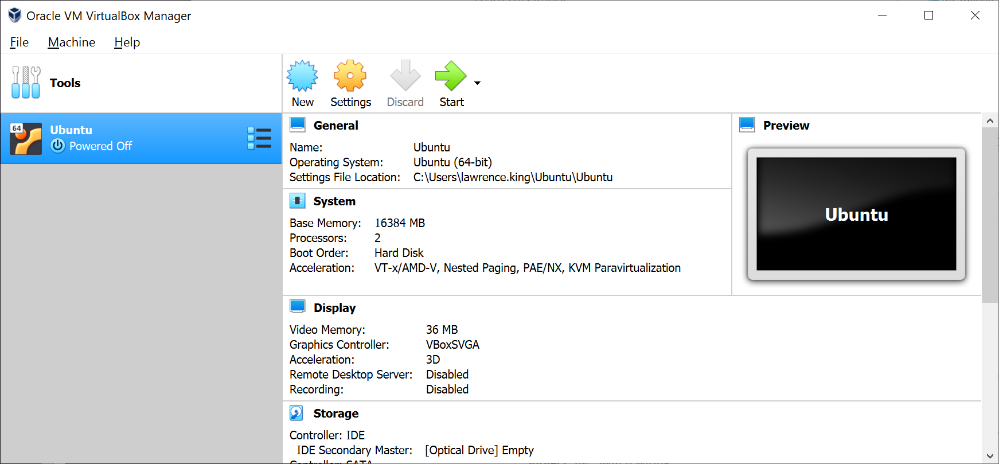 Oracle VM VirtualBox Manager
File Machine Help
Tools
New Settings Discard Start
64
Ubuntu
Powered Off
General
Name: Ubuntu
Operating System: Ubuntu (64-bit)
Settings File Location: C:\Users\lawrence.king\Ubuntu\Ubuntu
System
Base Memory: 16384 MB
Processors: 2
Boot Order: Hard Disk
Acceleration: VT-x/AMD-V, Nested Paging, PAE/NX, KVM Paravirtualization
Preview
Ubuntu
Display
Video Memory: 36 MB
Graphics Controller: VBoxSVGA
Acceleration: 3D
Remote Desktop Server: Disabled
Recording: Disabled
Storage
Controller: IDE
IDE Secondary Master: [Optical Drive] Empty
Controller: SATA